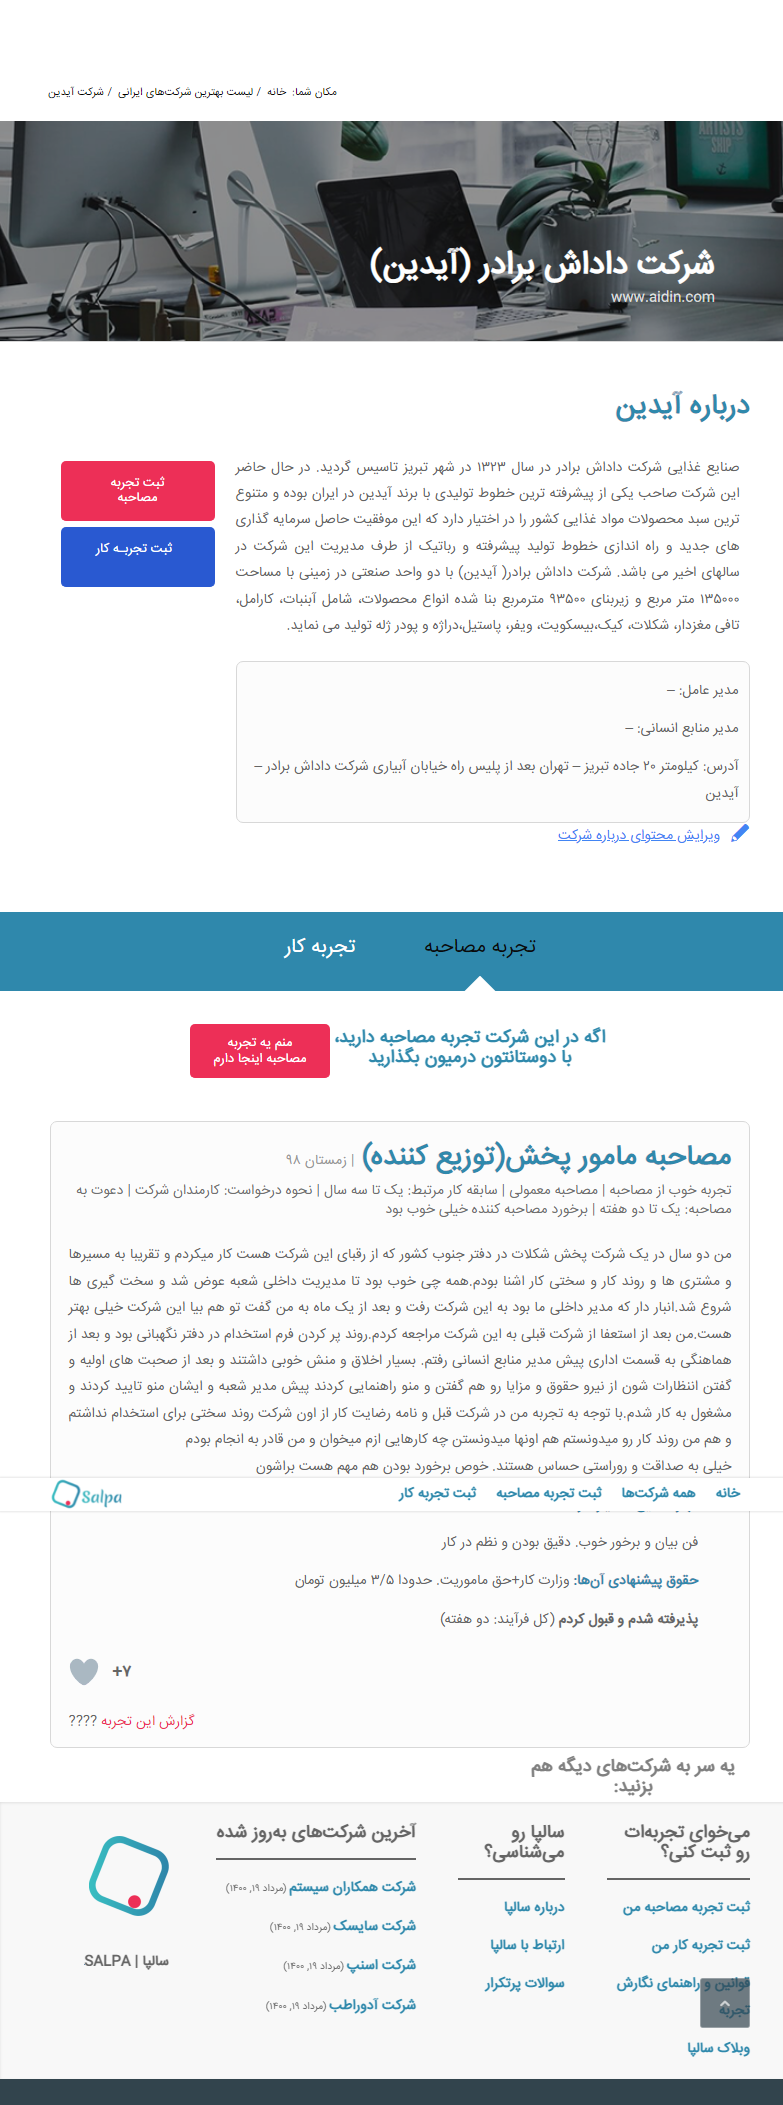 مکان شما: خانه / لیست بهترین شرکت‌های ایرانی / شرکت آیدین
ARTISTS
SHIP
شرکت داداش برادر (آیدین)
www.aidin.com
درباره آیدین
صنایع غذایی شرکت داداش برادر در سال ۱۳۲۳ در شهر تبریز تاسیس گردید. در حال حاضر
این شرکت صاحب یکی از پیشرفته ترین خطوط تولیدی با برند آیدین در ایران بوده و متنوع
ترین سبد محصولات مواد غذایی کشور را در اختیار دارد که این موفقیت حاصل سرمایه گذاری
های جدید و راه اندازی خطوط تولید پیشرفته و رباتیک از طرف مدیریت این شرکت در
سالهای اخیر می باشد. شرکت داداش برادر( آیدین) با دو واحد صنعتی در زمینی با مساحت
۱۳۵۰۰۰ متر مربع و زیربنای ۹۳۵۰۰ مترمربع بنا شده انواع محصولات، شامل آبنبات، کارامل،
تافی مغزدار، شکلات، کیک،بیسکویت، ویفر، پاستیل،دراژه و پودر ژله تولید می نماید.
ثبت تجربه
مصاحبه
ثبت تجربـه کار
مدیر عامل: –
مدیر منابع انسانی: –
آدرس: کیلومتر ۲۰ جاده تبریز – تهران بعد از پلیس راه خیابان آبیاری شرکت داداش برادر –
آیدین
ویرایش محتوای درباره شرکت
تجربه مصاحبه
تجربه کار
اگه در این شرکت تجربه مصاحبه دارید،
با دوستانتون درمیون بگذارید
منم یه تجربه
مصاحبه اینجا دارم
مصاحبه مامور پخش(توزیع کننده) | زمستان ۹۸
تجربه خوب از مصاحبه | مصاحبه معمولی | سابقه کار مرتبط: یک تا سه سال | نحوه درخواست: کارمندان شرکت | دعوت به
مصاحبه: یک تا دو هفته | برخورد مصاحبه کننده خیلی خوب بود
من دو سال در یک شرکت پخش شکلات در دفتر جنوب کشور که از رقبای این شرکت هست کار میکردم و تقریبا به مسیرها
و مشتری ها و روند کار و سختی کار اشنا بودم.همه چی خوب بود تا مدیریت داخلی شعبه عوض شد و سخت گیری ها
شروع شد.انبار دار که مدیر داخلی ما بود به این شرکت رفت و بعد از یک ماه به من گفت تو هم بیا این شرکت خیلی بهتر
هست.من بعد از استعفا از شرکت قبلی به این شرکت مراجعه کردم.روند پر کردن فرم استخدام در دفتر نگهبانی بود و بعد از
هماهنگی به قسمت اداری پیش مدیر منابع انسانی رفتم. بسیار اخلاق و منش خوبی داشتند و بعد از صحبت های اولیه و
گفتن انتظارات شون از نیرو حقوق و مزایا رو هم گفتن و منو راهنمایی کردند پیش مدیر شعبه و ایشان منو تایید کردند و
مشغول به کار شدم.با توجه به تجربه من در شرکت قبل و نامه رضایت کار از اون شرکت روند سختی برای استخدام نداشتم
و هم من روند کار رو میدونستم هم اونها میدونستن چه کارهایی ازم میخوان و من قادر به انجام بودم
خیلی به صداقت و روراستی حساس هستند. خوص برخورد بودن هم مهم هست براشون
خانه
همه شرکت‌ها
ثبت تجربه مصاحبه
ثبت تجربه کار
Salpa
فن بیان و برخور خوب. دقیق بودن و نظم در کار
حقوق پیشنهادی آن‌ها: وزارت کار+حق ماموریت. حدودا ۳/۵ میلیون تومان
پذیرفته شدم و قبول کردم (کل فرآیند: دو هفته)
+۷
گزارش این تجربه ????
یه سر به شرکت‌های دیگه هم
بزنید:
می‌خوای تجربه‌ات
رو ثبت کنی؟
ثبت تجربه مصاحبه من
ثبت تجربه کار من
قوانین و راهنمای نگارش
تجربه
وبلاک سالپا
سالپا رو
می‌شناسی؟
درباره سالپا
ارتباط با سالپا
سوالات پرتکرار
آخرین شرکت‌های به‌روز شده
شرکت همکاران سیستم (مرداد ۱۹, ۱۴۰۰)
شرکت سایسک (مرداد ۱۹, ۱۴۰۰)
شرکت اسنپ (مرداد ۱۹, ۱۴۰۰)
شرکت آدوراطب (مرداد ۱۹, ۱۴۰۰)
سالپا | SALPA